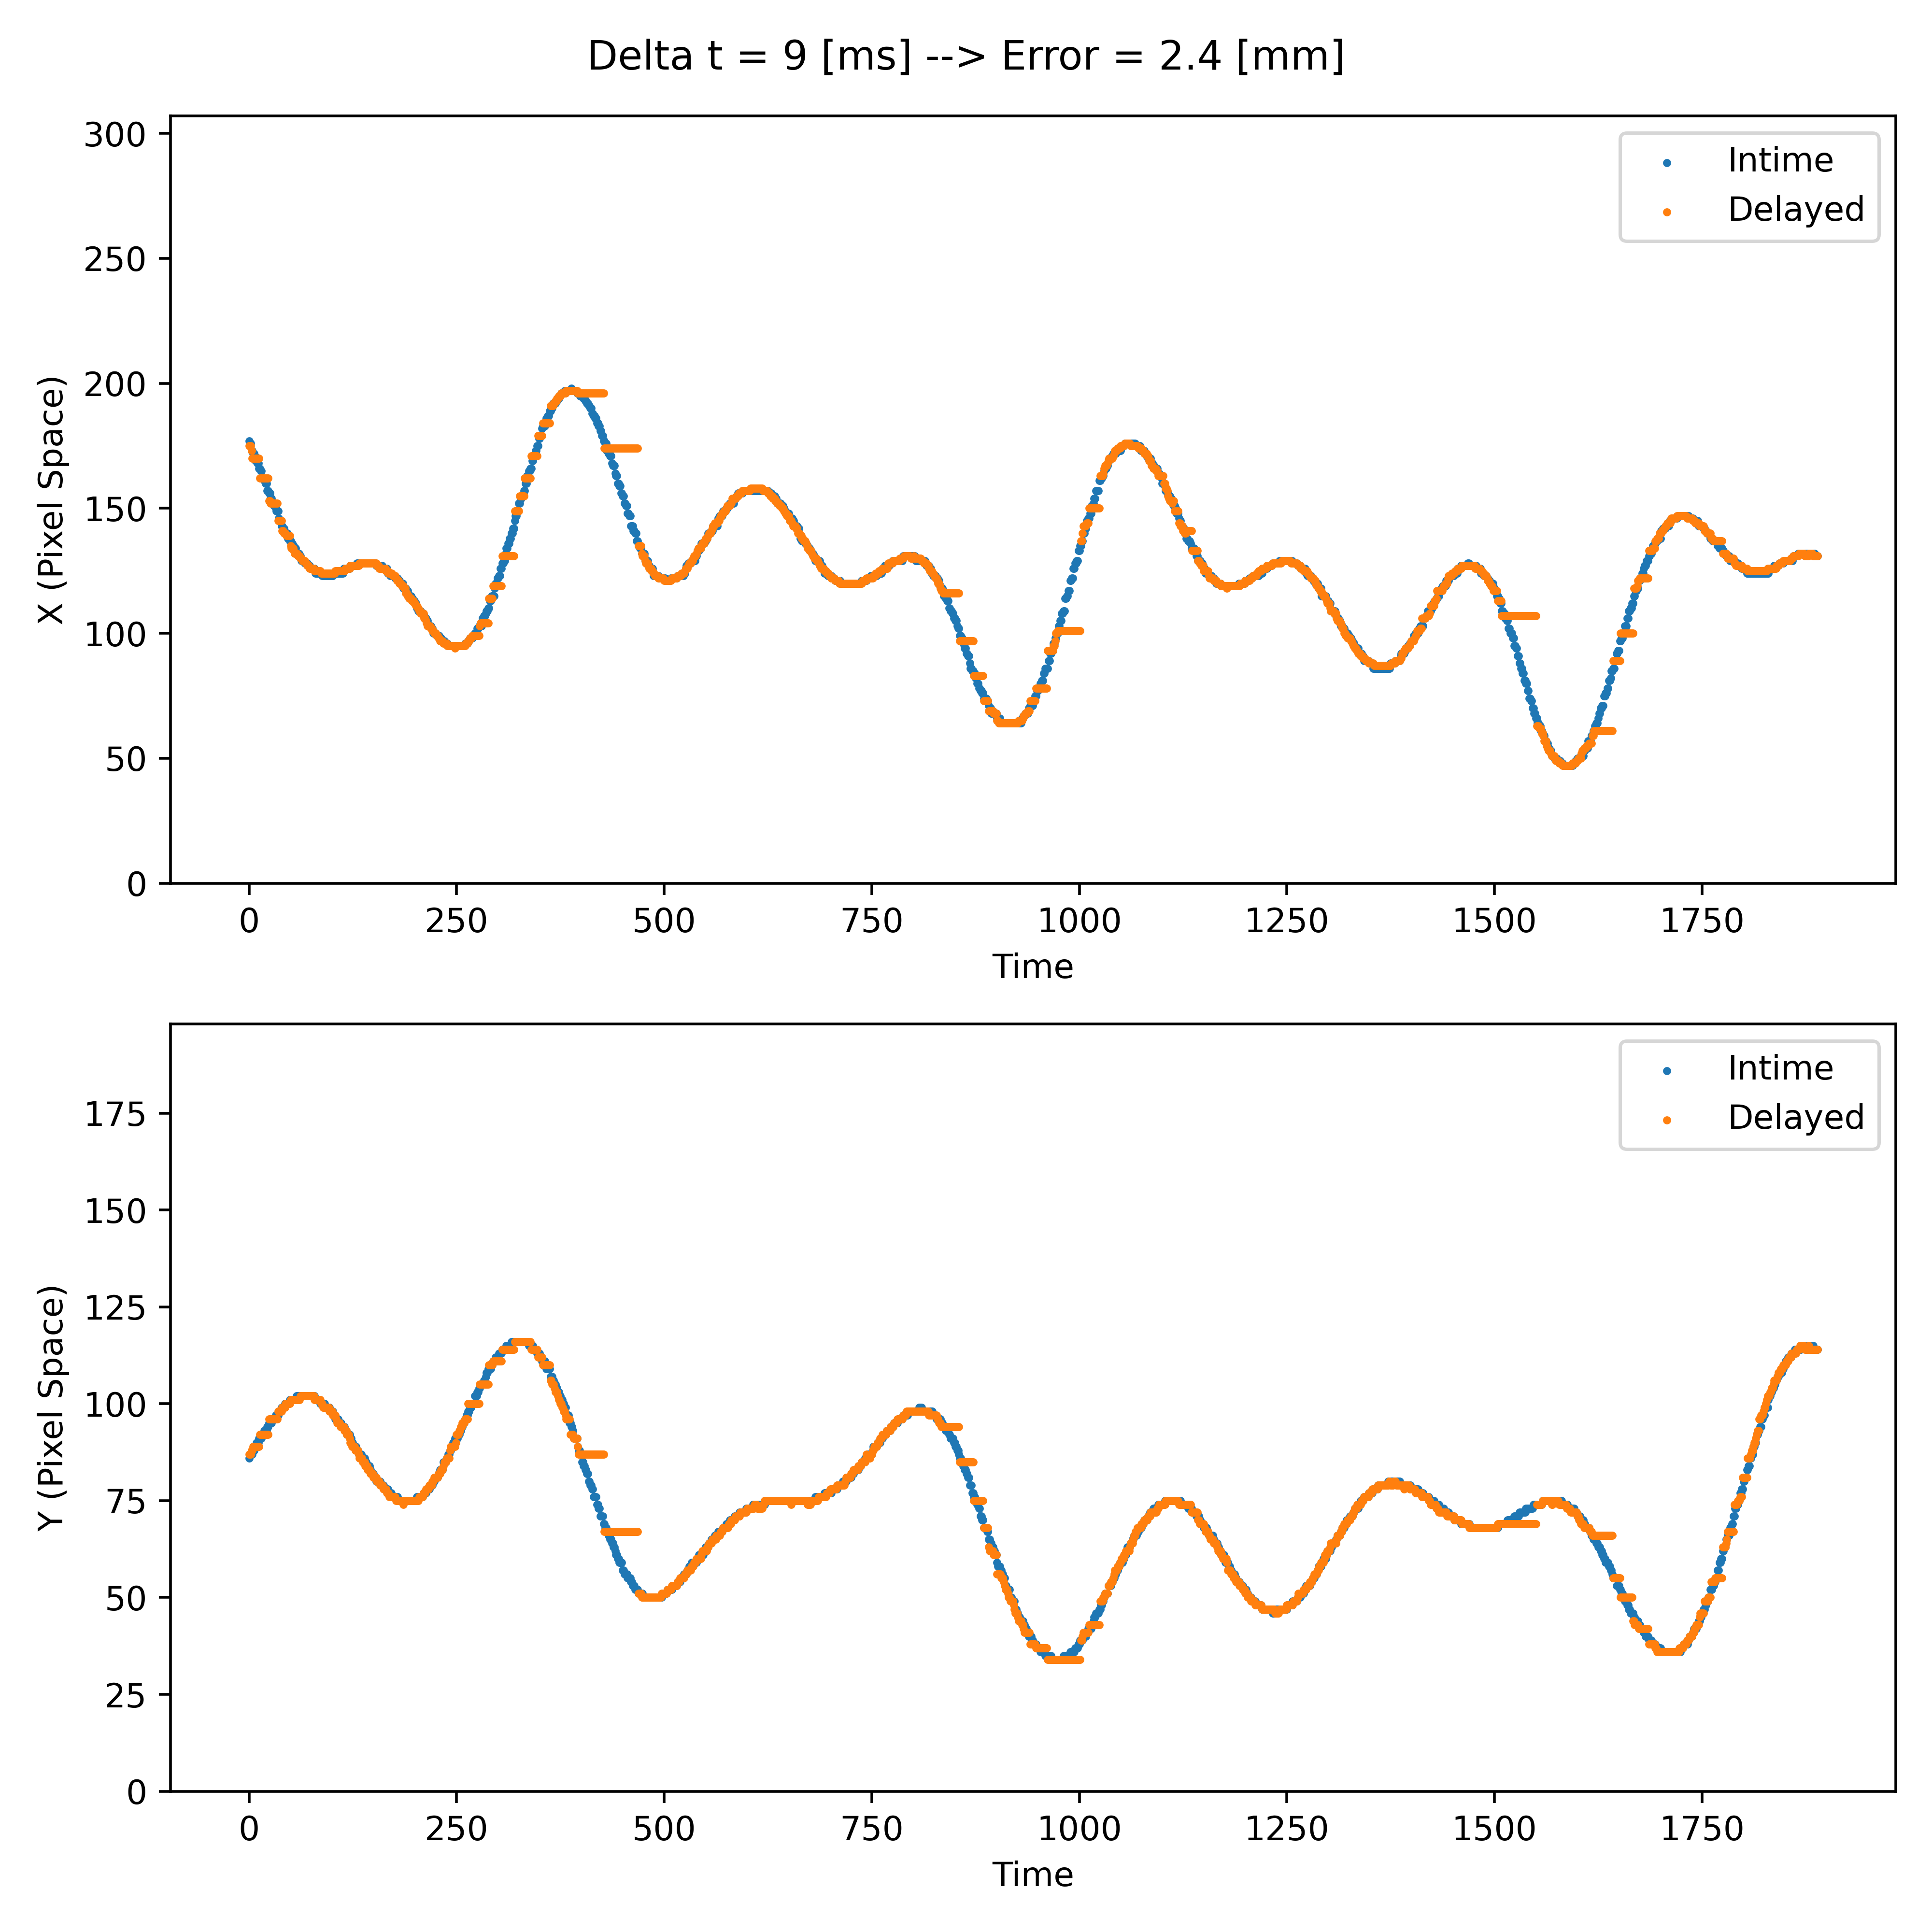 Delta t = 9 [ms] --> Error = 2.4 [mm]
300
250
200
150
100
50
0
X (Pixel Space)
Intime
Delayed
0 250 500 750 1000 1250 1500 1750
Time
175
150
125
100
75
50
25
0
Y (Pixel Space)
Intime
Delayed
0 250 500 750 1000 1250 1500 1750
Time